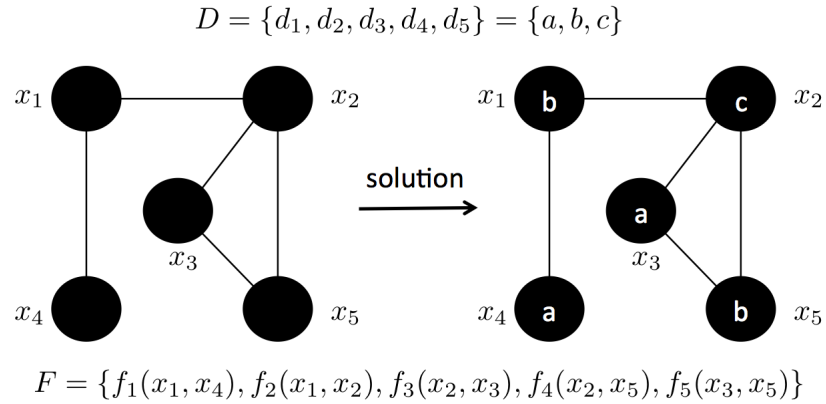 D = {d₁, d₂, d₃, d₄, d₅} = {a, b, c}
x₁ x₂ x₁ b c x₂
solution
a
x₃ x₃
x₄ x₅ x₄ a b x₅
F = {f₁(x₁, x₄), f₂(x₁, x₂), f₃(x₂, x₃), f₄(x₂, x₅), f₅(x₃, x₅)}